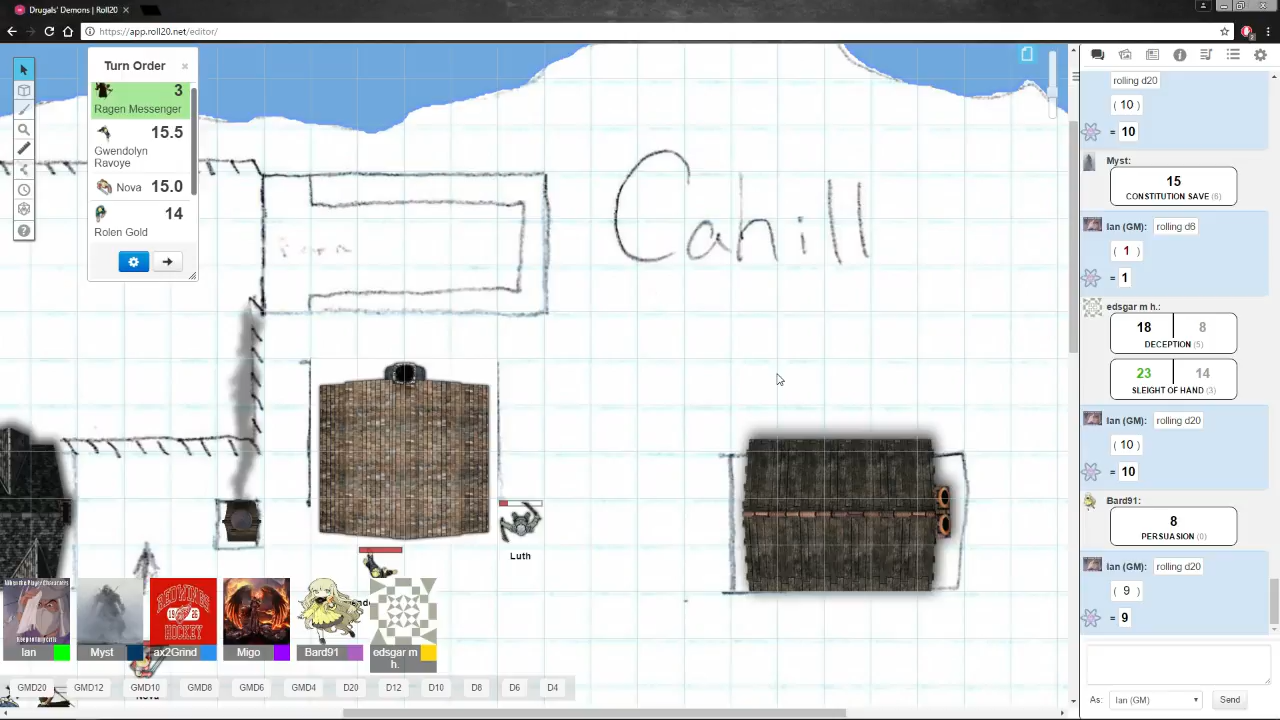 Drugals' Demons | Roll20
https://app.roll20.net/editor/
Turn Order
3
Ragen Messenger
15.5
Gwendolyn
Ravoye
Nova 15.0
14
Rolen Gold
Cahill
Luth
Ian
Myst
ax2Grind
Migo
Bard91
edsgar m
h.
GMD20 GMD12 GMD10 GMD8 GMD6 GMD4 D20 D12 D10 D8 D6 D4
rolling d20
( 10 )
= 10
Myst:
15
CONSTITUTION SAVE (6)
Ian (GM): rolling d6
( 1 )
= 1
edsgar m h.:
18 8
DECEPTION (5)
23 14
SLEIGHT OF HAND (3)
Ian (GM): rolling d20
( 10 )
= 10
Bard91:
8
PERSUASION (0)
Ian (GM): rolling d20
( 9 )
= 9
As: Ian (GM) Send